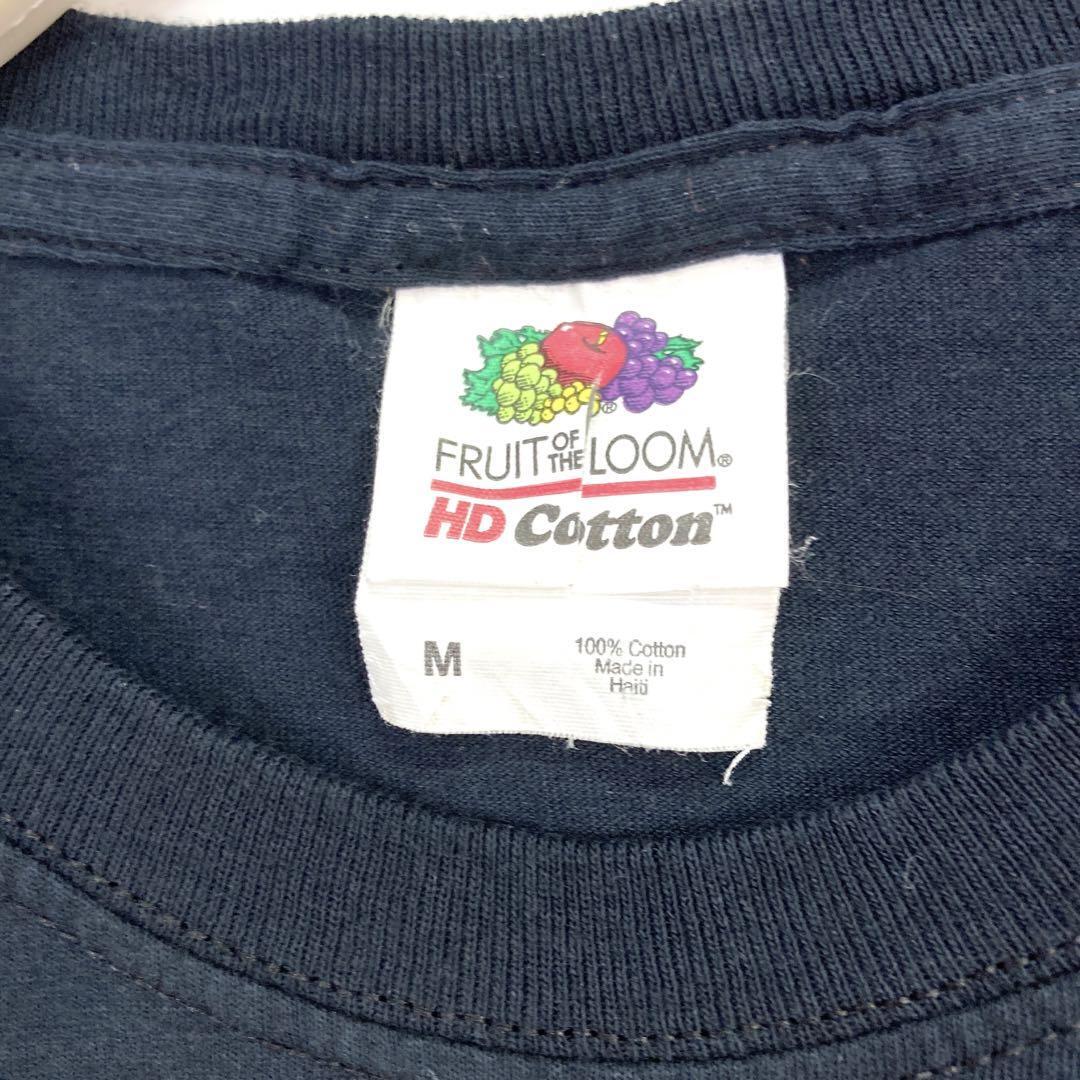 ®
FRUIT OF THE LOOM®
HD Cotton™
M
100% Cotton
Made in
Haiti